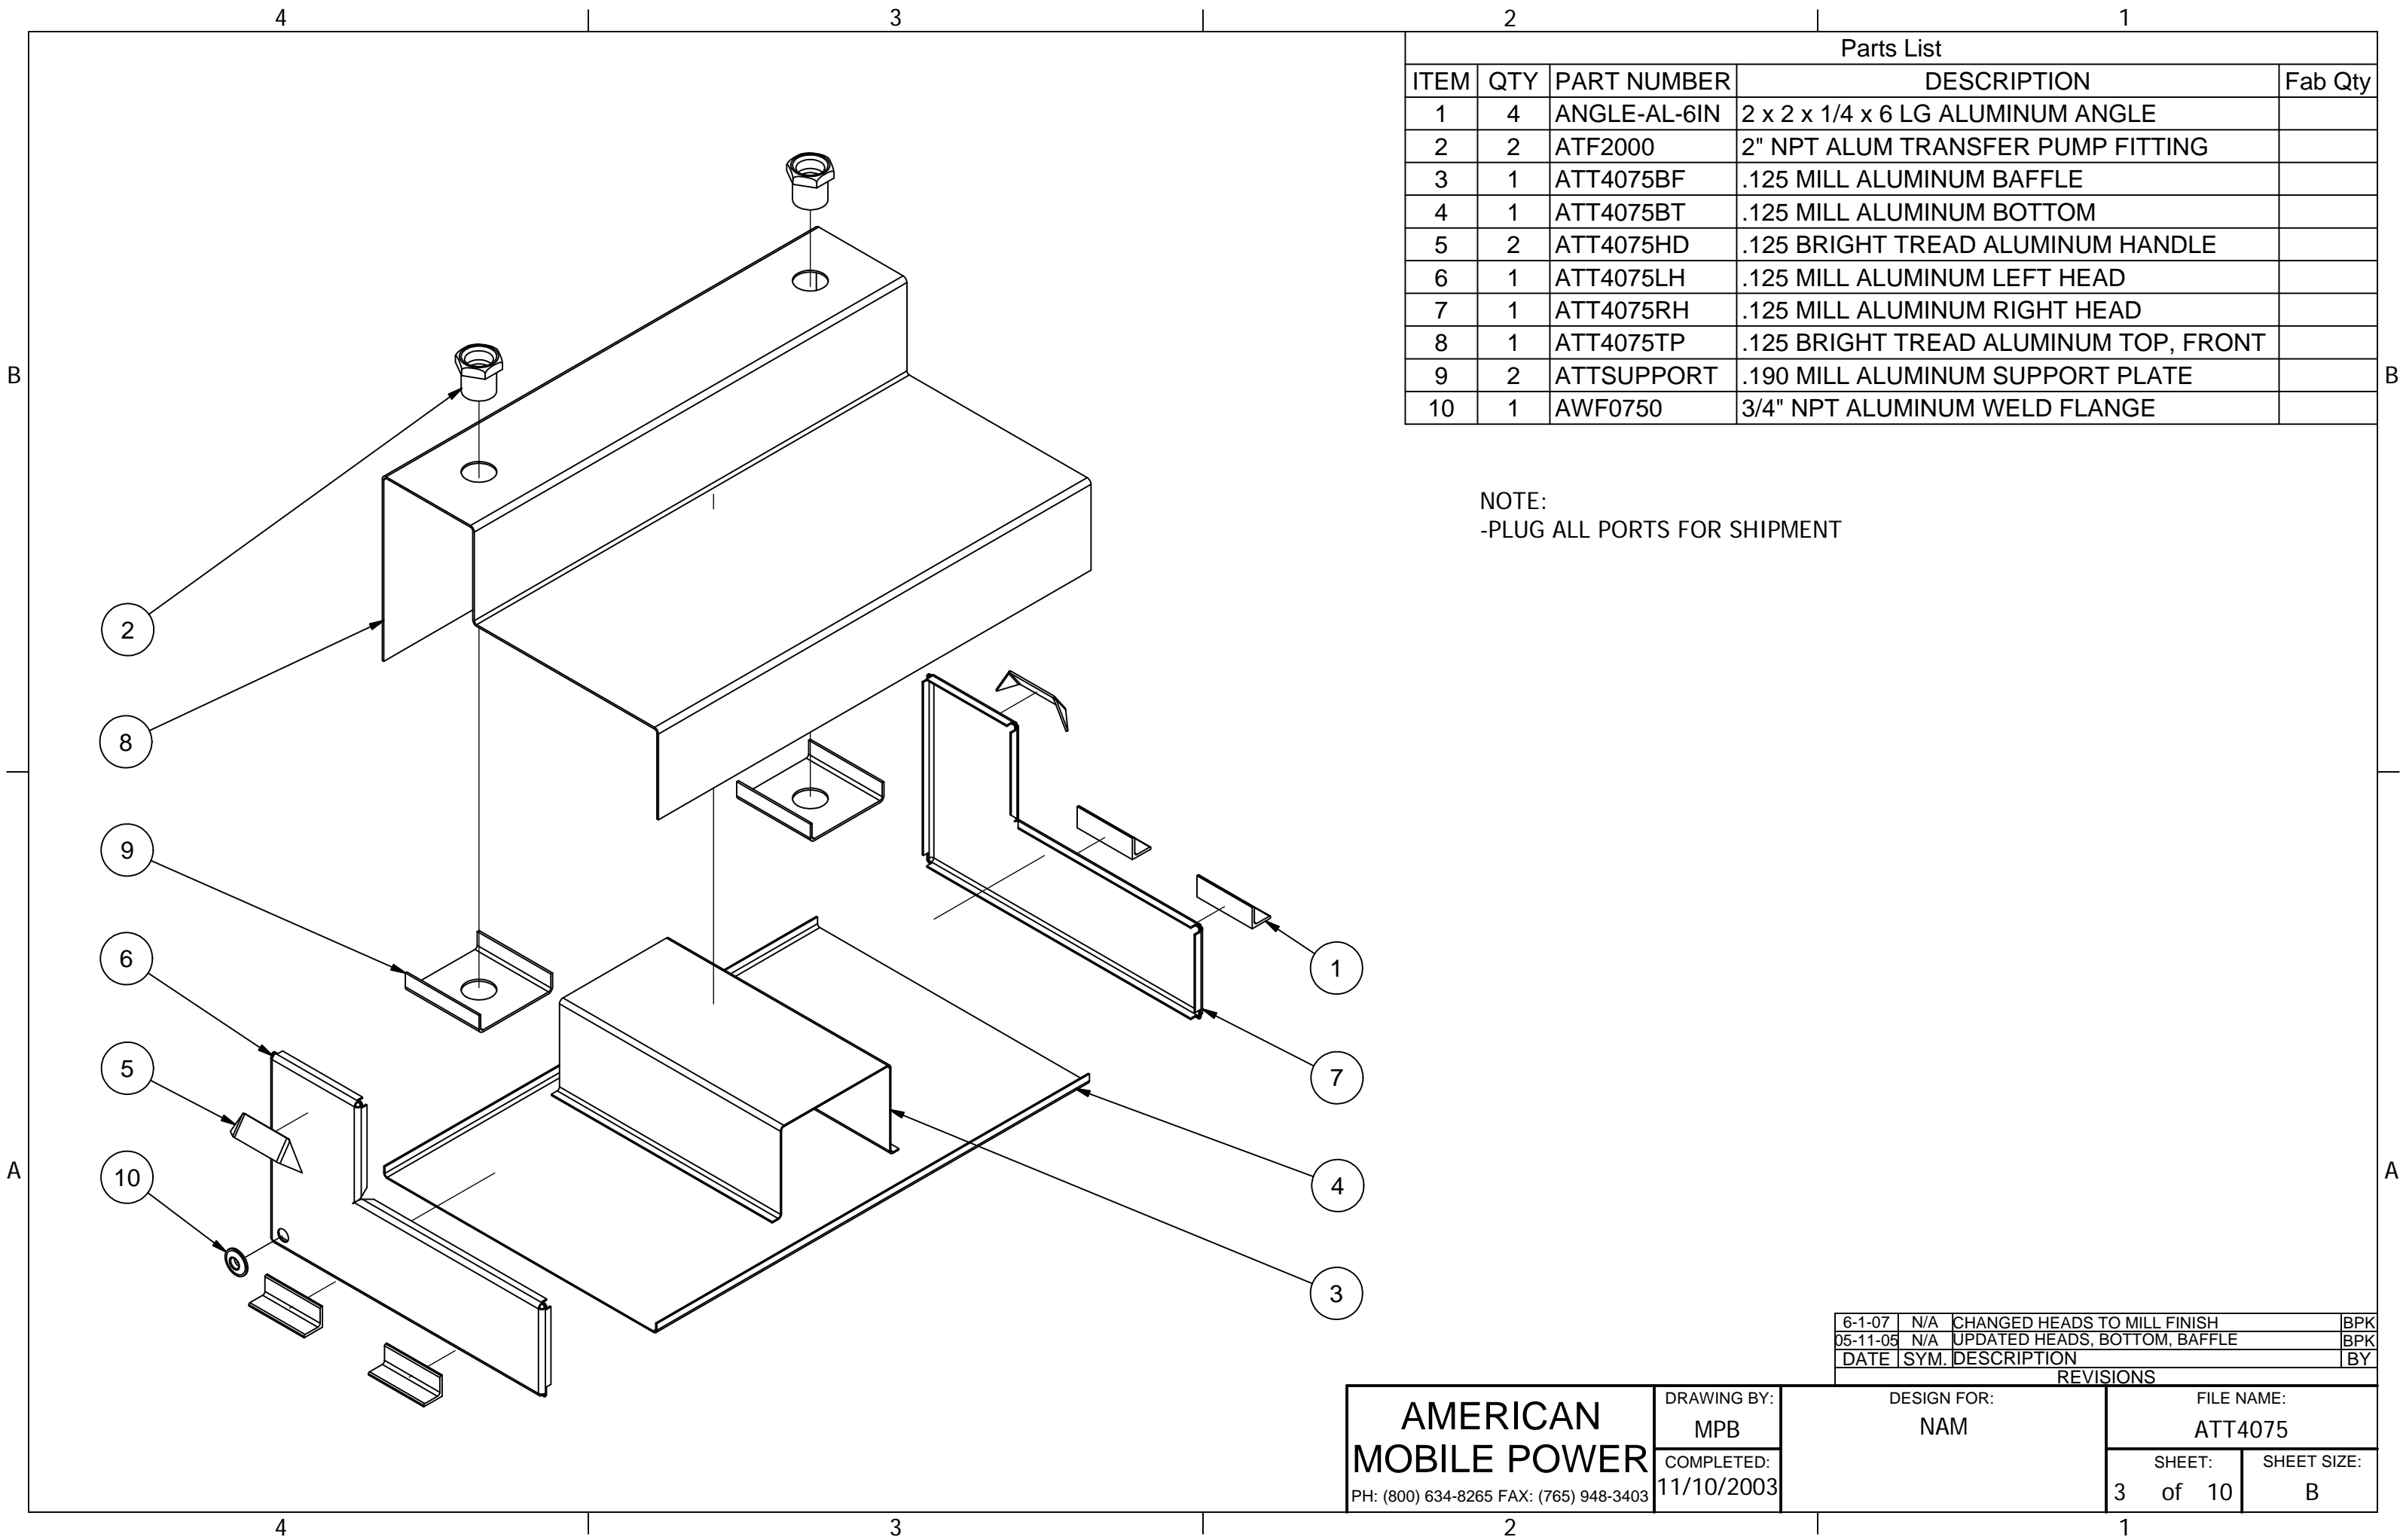 4 3 2 1
Parts List
ITEM QTY PART NUMBER DESCRIPTION Fab Qty
1 4 ANGLE-AL-6IN 2 x 2 x 1/4 x 6 LG ALUMINUM ANGLE
2 2 ATF2000 2" NPT ALUM TRANSFER PUMP FITTING
3 1 ATT4075BF .125 MILL ALUMINUM BAFFLE
4 1 ATT4075BT .125 MILL ALUMINUM BOTTOM
5 2 ATT4075HD .125 BRIGHT TREAD ALUMINUM HANDLE
6 1 ATT4075LH .125 MILL ALUMINUM LEFT HEAD
7 1 ATT4075RH .125 MILL ALUMINUM RIGHT HEAD
8 1 ATT4075TP .125 BRIGHT TREAD ALUMINUM TOP, FRONT
9 2 ATTSUPPORT .190 MILL ALUMINUM SUPPORT PLATE
10 1 AWF0750 3/4" NPT ALUMINUM WELD FLANGE
B B
NOTE:
-PLUG ALL PORTS FOR SHIPMENT
2
8
9
6
1
5
7
10
4
3
A A
6-1-07 N/A CHANGED HEADS TO MILL FINISH BPK
05-11-05 N/A UPDATED HEADS, BOTTOM, BAFFLE BPK
DATE SYM. DESCRIPTION BY
REVISIONS
AMERICAN
MOBILE POWER
PH: (800) 634-8265 FAX: (765) 948-3403
DRAWING BY:
MPB
COMPLETED:
11/10/2003
DESIGN FOR:
NAM
FILE NAME:
ATT4075
SHEET:
3 of 10
SHEET SIZE:
B
4 3 2 1